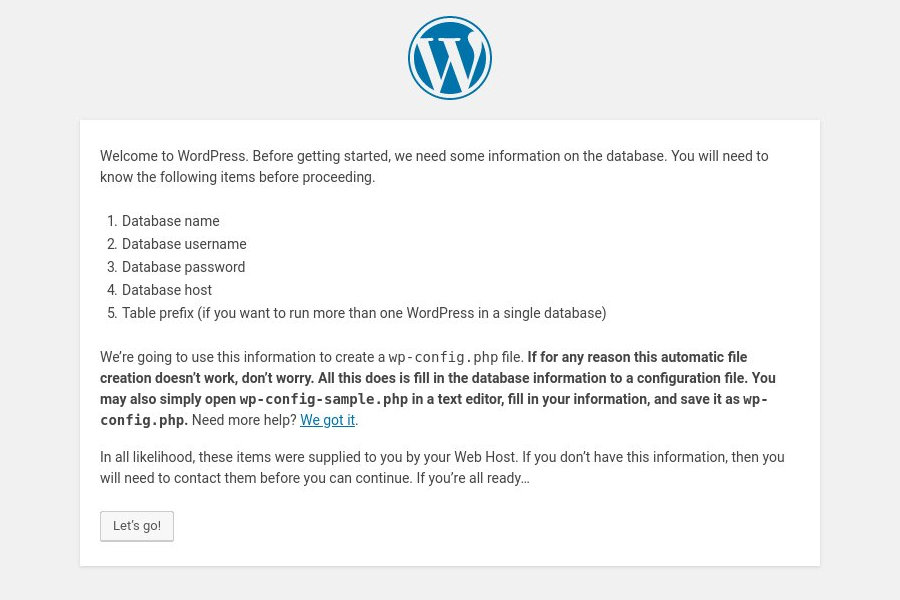 Welcome to WordPress. Before getting started, we need some information on the database. You will need to
know the following items before proceeding.
1. Database name
2. Database username
3. Database password
4. Database host
5. Table prefix (if you want to run more than one WordPress in a single database)
We’re going to use this information to create a wp-config.php file. If for any reason this automatic file
creation doesn’t work, don’t worry. All this does is fill in the database information to a configuration file. You
may also simply open wp-config-sample.php in a text editor, fill in your information, and save it as wp-
config.php. Need more help? We got it.
In all likelihood, these items were supplied to you by your Web Host. If you don’t have this information, then you
will need to contact them before you can continue. If you’re all ready…
Let’s go!